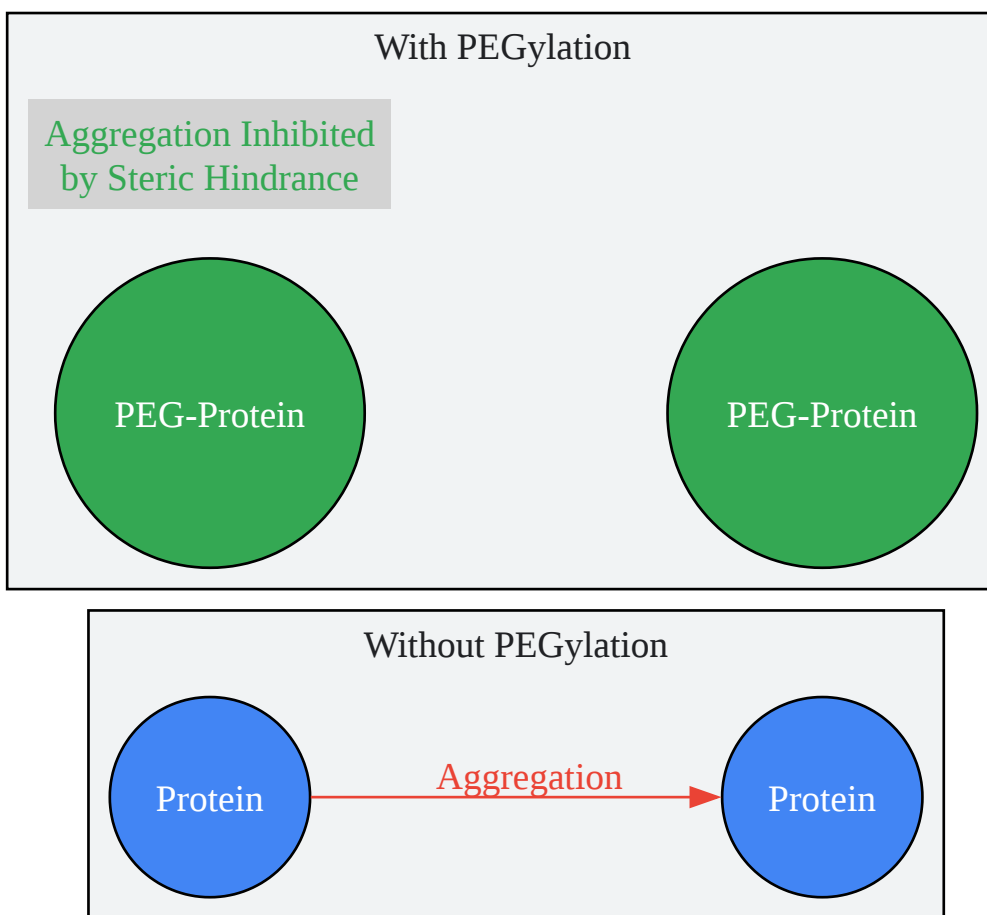 With PEGylation
Aggregation Inhibited
by Steric Hindrance
PEG-Protein
PEG-Protein
Without PEGylation
Protein
Aggregation
Protein